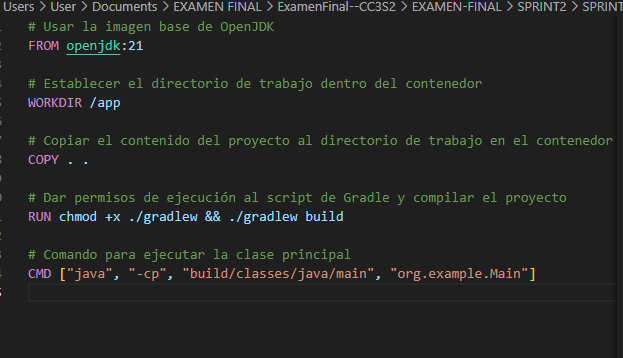 Users > User > Documents > EXAMEN FINAL > ExamenFinal--CC3S2 > EXAMEN-FINAL > SPRINT2 > SPRINT
# Usar la imagen base de OpenJDK
FROM openjdk:21
# Establecer el directorio de trabajo dentro del contenedor
WORKDIR /app
# Copiar el contenido del proyecto al directorio de trabajo en el contenedor
COPY . .
# Dar permisos de ejecución al script de Gradle y compilar el proyecto
RUN chmod +x ./gradlew && ./gradlew build
# Comando para ejecutar la clase principal
CMD ["java", "-cp", "build/classes/java/main", "org.example.Main"]